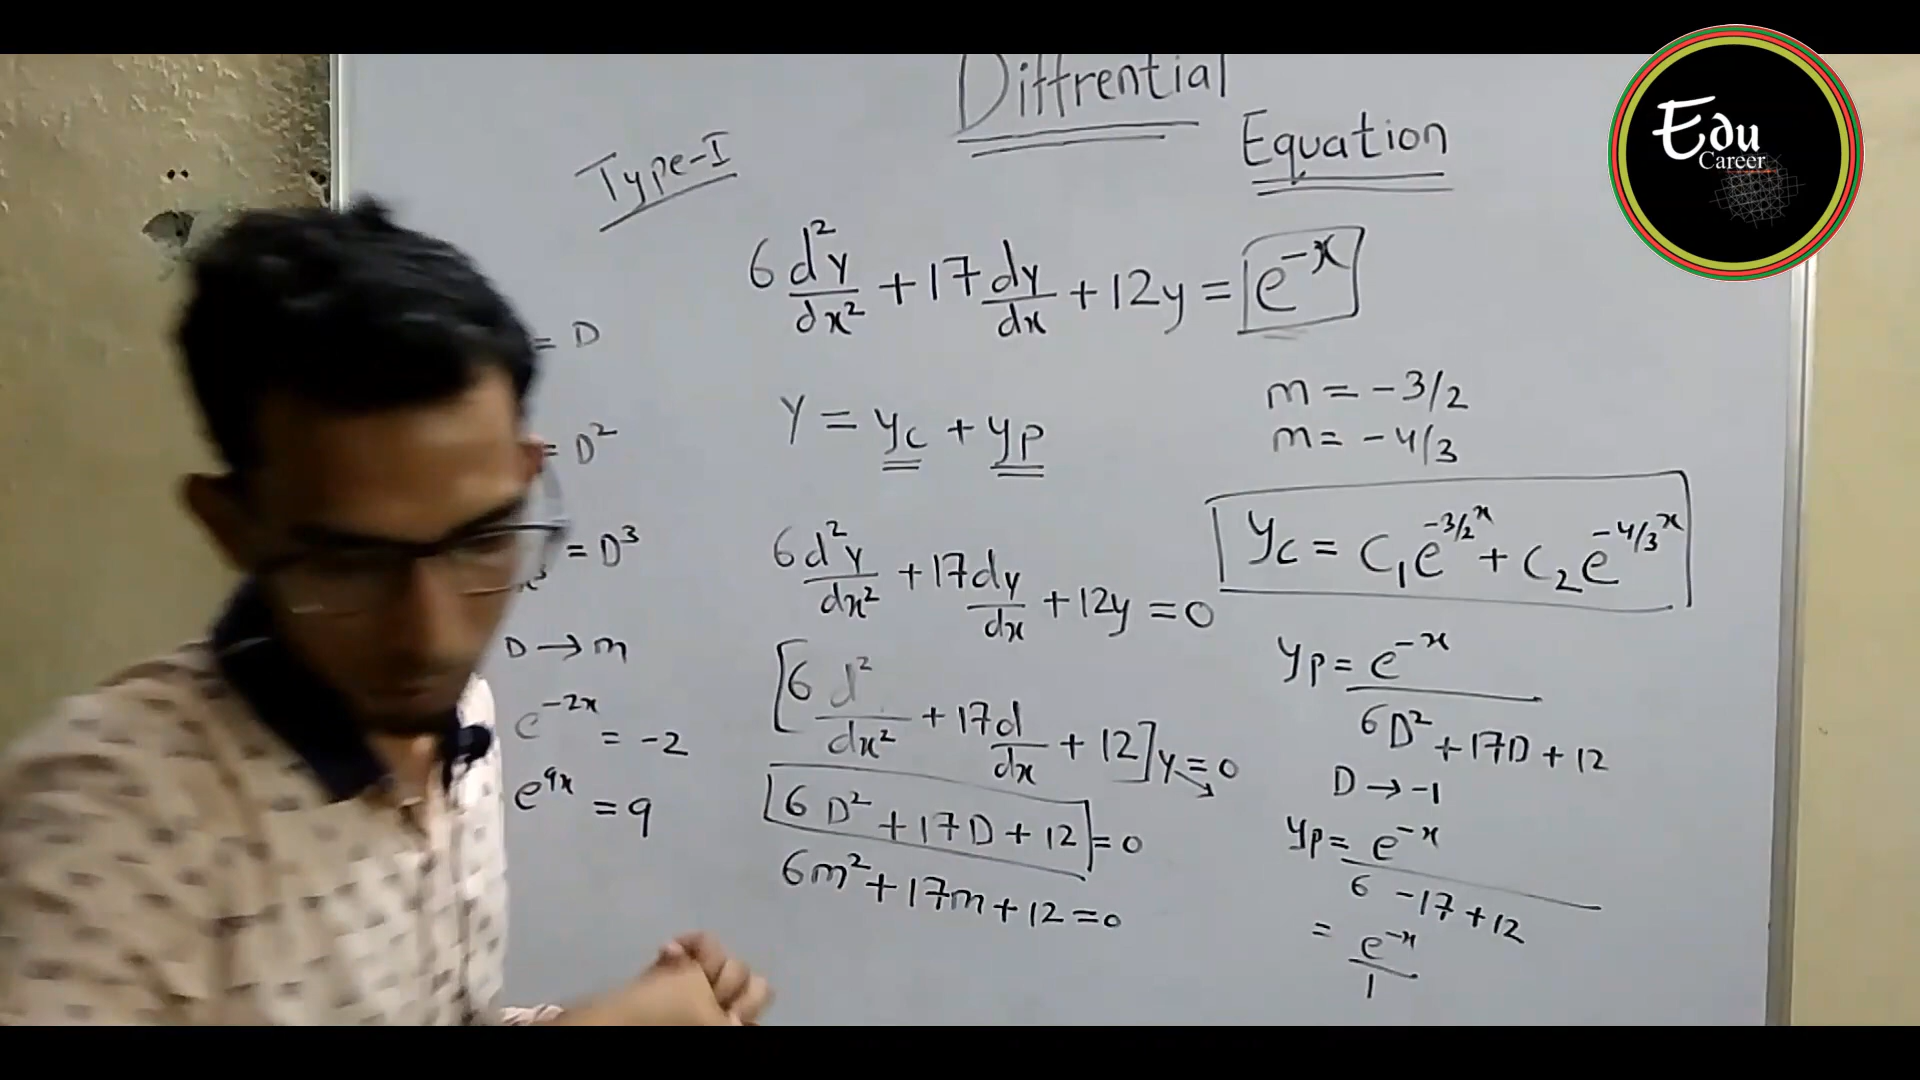 Diffrential
Equation
Type-I
6 d²y/dx² + 17 dy/dx + 12y = e^-x
= D
= D²
= D³
D → m
e^-2x = -2
e^9x = 9
Y = yc + yp
6 d²y/dx² + 17 dy/dx + 12y = 0
[6 d²/dx² + 17 d/dx + 12] y = 0
6D² + 17D + 12 = 0
6m² + 17m + 12 = 0
m = -3/2
m = -4/3
yc = C₁e^-3/2x + C₂e^-4/3x
yp = e^-x / 6D² + 17D + 12
D → -1
yp = e^-x / 6 - 17 + 12
= e^-x / 1
Edu
Career